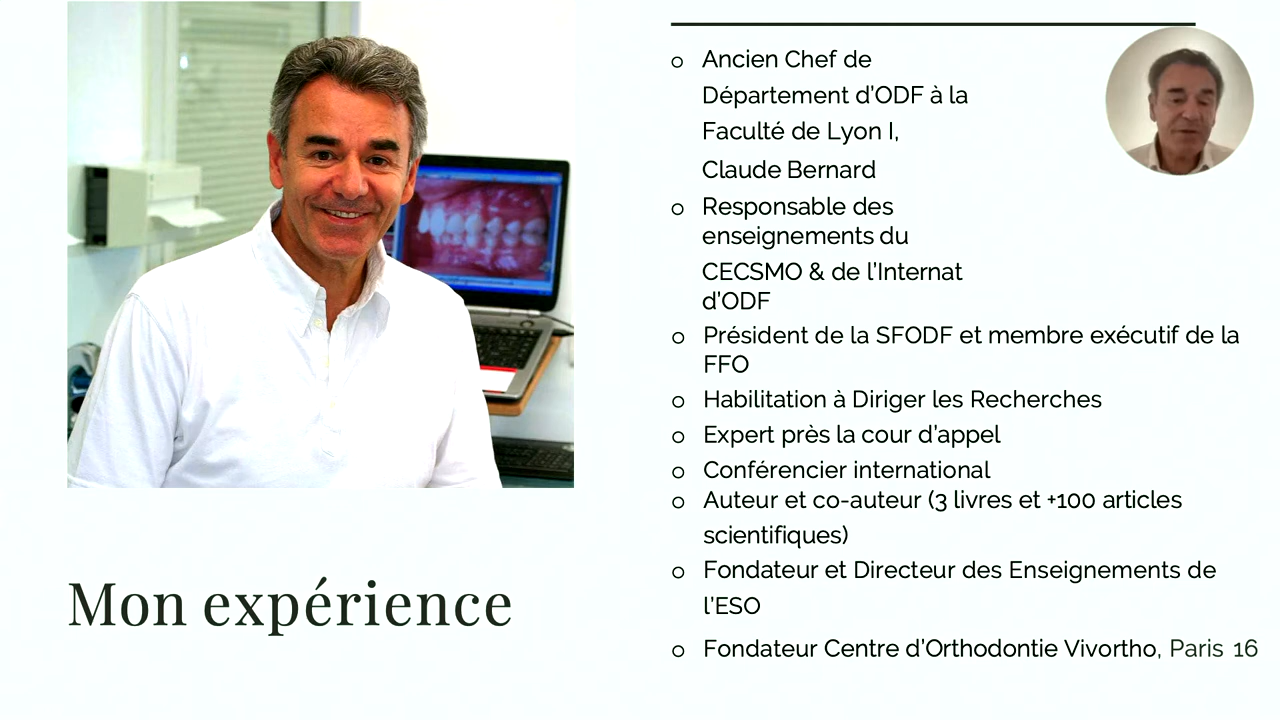 Ancien Chef de
Département d'ODF à la
Faculté de Lyon I,
Claude Bernard
Responsable des
enseignements du
CECSMO & de l'Internat
d'ODF
Président de la SFODF et membre exécutif de la
FFO
Habilitation à Diriger les Recherches
Expert près la cour d'appel
Conférencier international
Auteur et co-auteur (3 livres et +100 articles
scientifiques)
Fondateur et Directeur des Enseignements de
l'ESO
Fondateur Centre d'Orthodontie Vivortho, Paris 16
Mon expérience